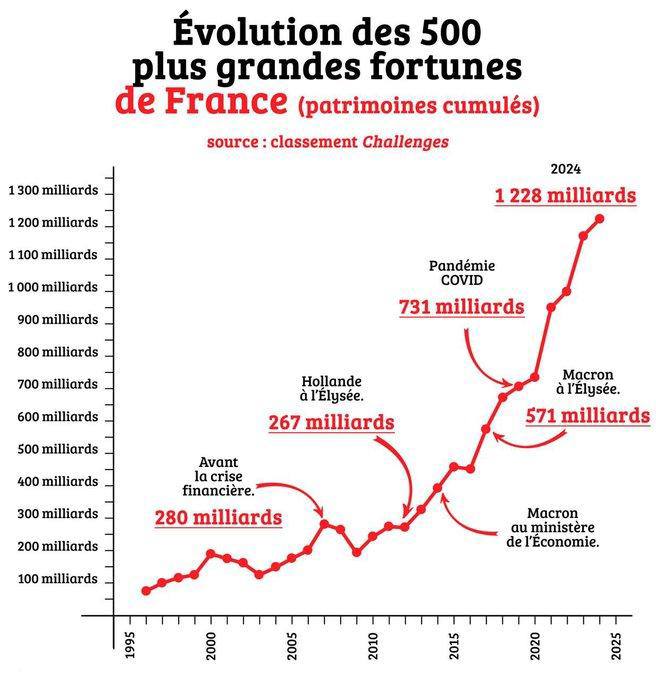 Évolution des 500
plus grandes fortunes
de France (patrimoines cumulés)
source : classement Challenges
2024
1 228 milliards
1 300 milliards
1 200 milliards
1 100 milliards
1 000 milliards
900 milliards
800 milliards
700 milliards
600 milliards
500 milliards
400 milliards
300 milliards
200 milliards
100 milliards
Pandémie
COVID
731 milliards
Macron
à l'Élysée.
571 milliards
Hollande
à l'Élysée.
267 milliards
Avant
la crise
financière.
280 milliards
Macron
au ministère
de l'Économie.
1995
2000
2005
2010
2015
2020
2025